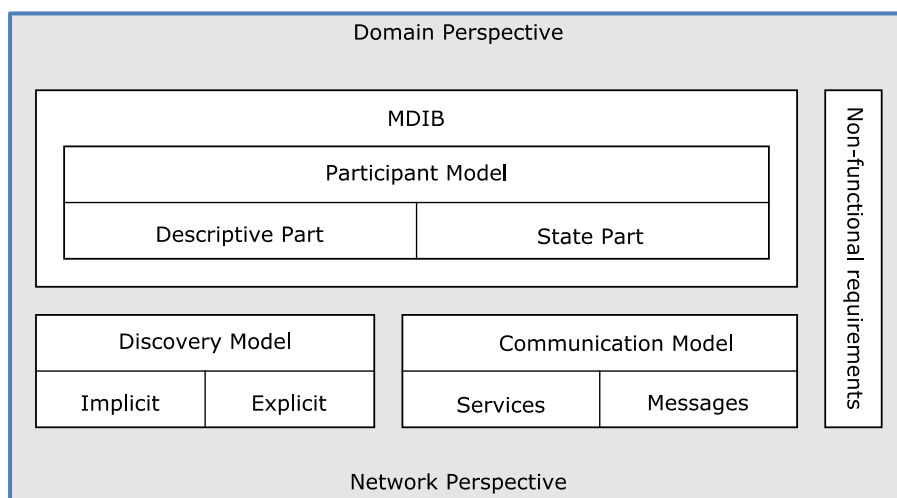 Domain Perspective
MDIB
Participant Model
Descriptive Part
State Part
Non-functional requirements
Discovery Model
Implicit
Explicit
Communication Model
Services
Messages
Network Perspective